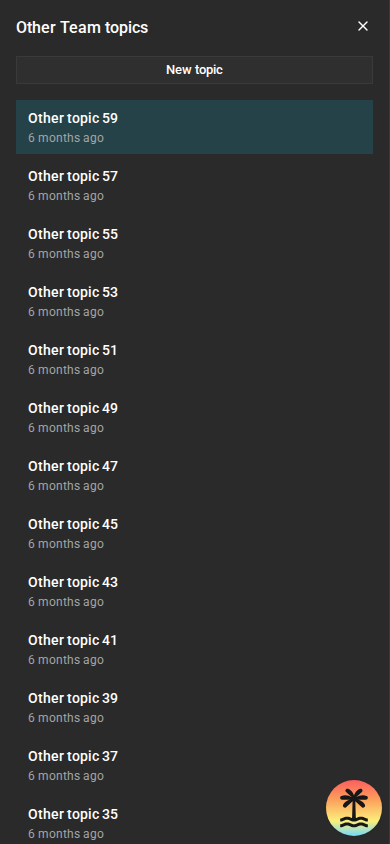 Other Team topics
New topic
Other topic 59
6 months ago
Other topic 57
6 months ago
Other topic 55
6 months ago
Other topic 53
6 months ago
Other topic 51
6 months ago
Other topic 49
6 months ago
Other topic 47
6 months ago
Other topic 45
6 months ago
Other topic 43
6 months ago
Other topic 41
6 months ago
Other topic 39
6 months ago
Other topic 37
6 months ago
Other topic 35
6 months ago